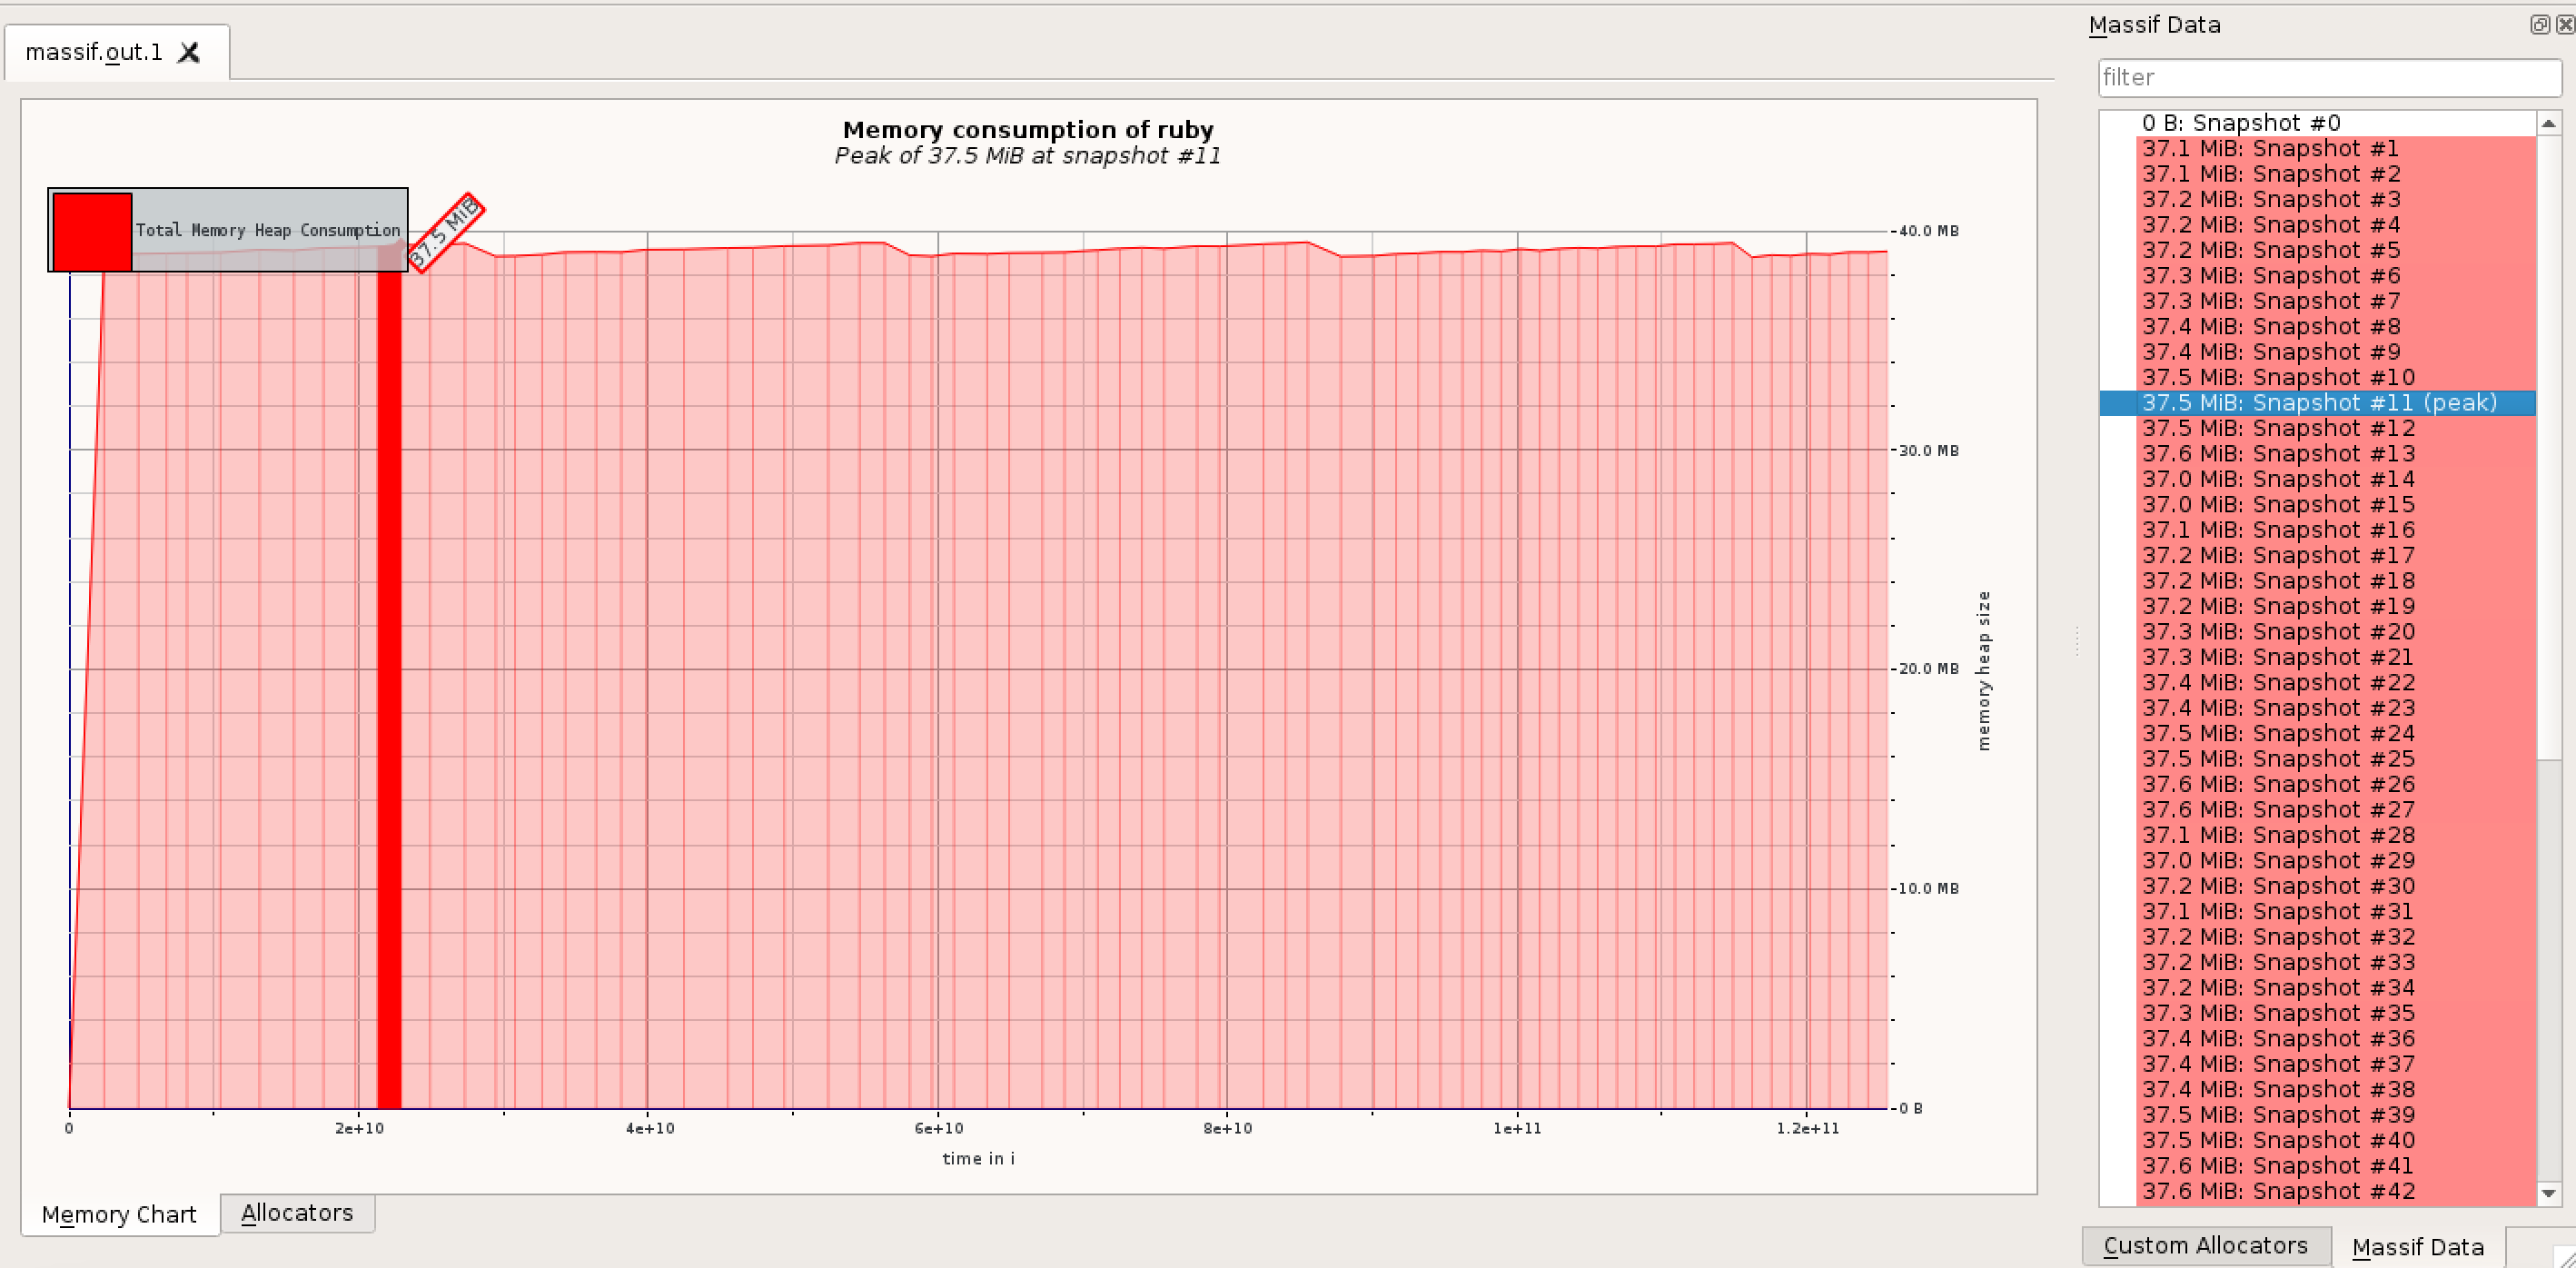 massif.out.1
Memory consumption of ruby
Peak of 37.5 MiB at snapshot #11
Total Memory Heap Consumption
37.5 MiB
40.0 MB
30.0 MB
20.0 MB
10.0 MB
0 B
memory heap size
0 2e+10 4e+10 6e+10 8e+10 1e+11 1.2e+11
time in i
Memory Chart Allocators
Massif Data
filter
0 B: Snapshot #0
37.1 MiB: Snapshot #1
37.1 MiB: Snapshot #2
37.2 MiB: Snapshot #3
37.2 MiB: Snapshot #4
37.2 MiB: Snapshot #5
37.3 MiB: Snapshot #6
37.3 MiB: Snapshot #7
37.4 MiB: Snapshot #8
37.4 MiB: Snapshot #9
37.5 MiB: Snapshot #10
37.5 MiB: Snapshot #11 (peak)
37.5 MiB: Snapshot #12
37.6 MiB: Snapshot #13
37.0 MiB: Snapshot #14
37.0 MiB: Snapshot #15
37.1 MiB: Snapshot #16
37.2 MiB: Snapshot #17
37.2 MiB: Snapshot #18
37.2 MiB: Snapshot #19
37.3 MiB: Snapshot #20
37.3 MiB: Snapshot #21
37.4 MiB: Snapshot #22
37.4 MiB: Snapshot #23
37.5 MiB: Snapshot #24
37.5 MiB: Snapshot #25
37.6 MiB: Snapshot #26
37.6 MiB: Snapshot #27
37.1 MiB: Snapshot #28
37.0 MiB: Snapshot #29
37.2 MiB: Snapshot #30
37.1 MiB: Snapshot #31
37.2 MiB: Snapshot #32
37.2 MiB: Snapshot #33
37.2 MiB: Snapshot #34
37.3 MiB: Snapshot #35
37.4 MiB: Snapshot #36
37.4 MiB: Snapshot #37
37.4 MiB: Snapshot #38
37.5 MiB: Snapshot #39
37.5 MiB: Snapshot #40
37.6 MiB: Snapshot #41
37.6 MiB: Snapshot #42
Custom Allocators Massif Data